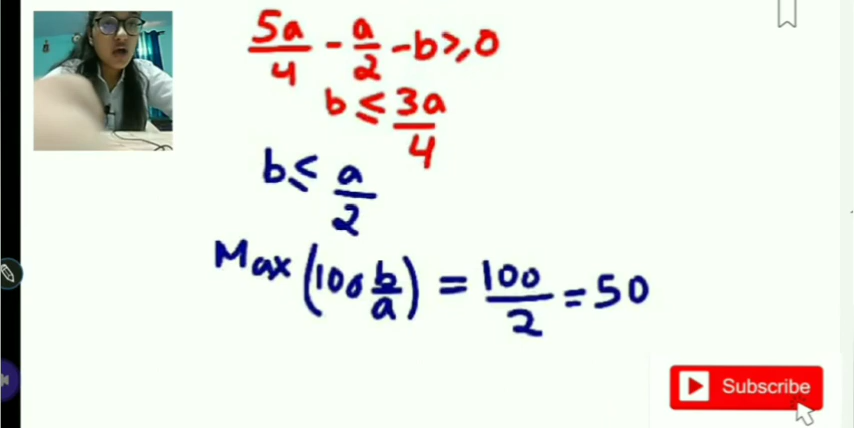 5a/4 - a/2 - b ≥ 0
b ≤ 3a/4
b ≤ a/2
Max (100 b/a) = 100/2 = 50
Subscribe